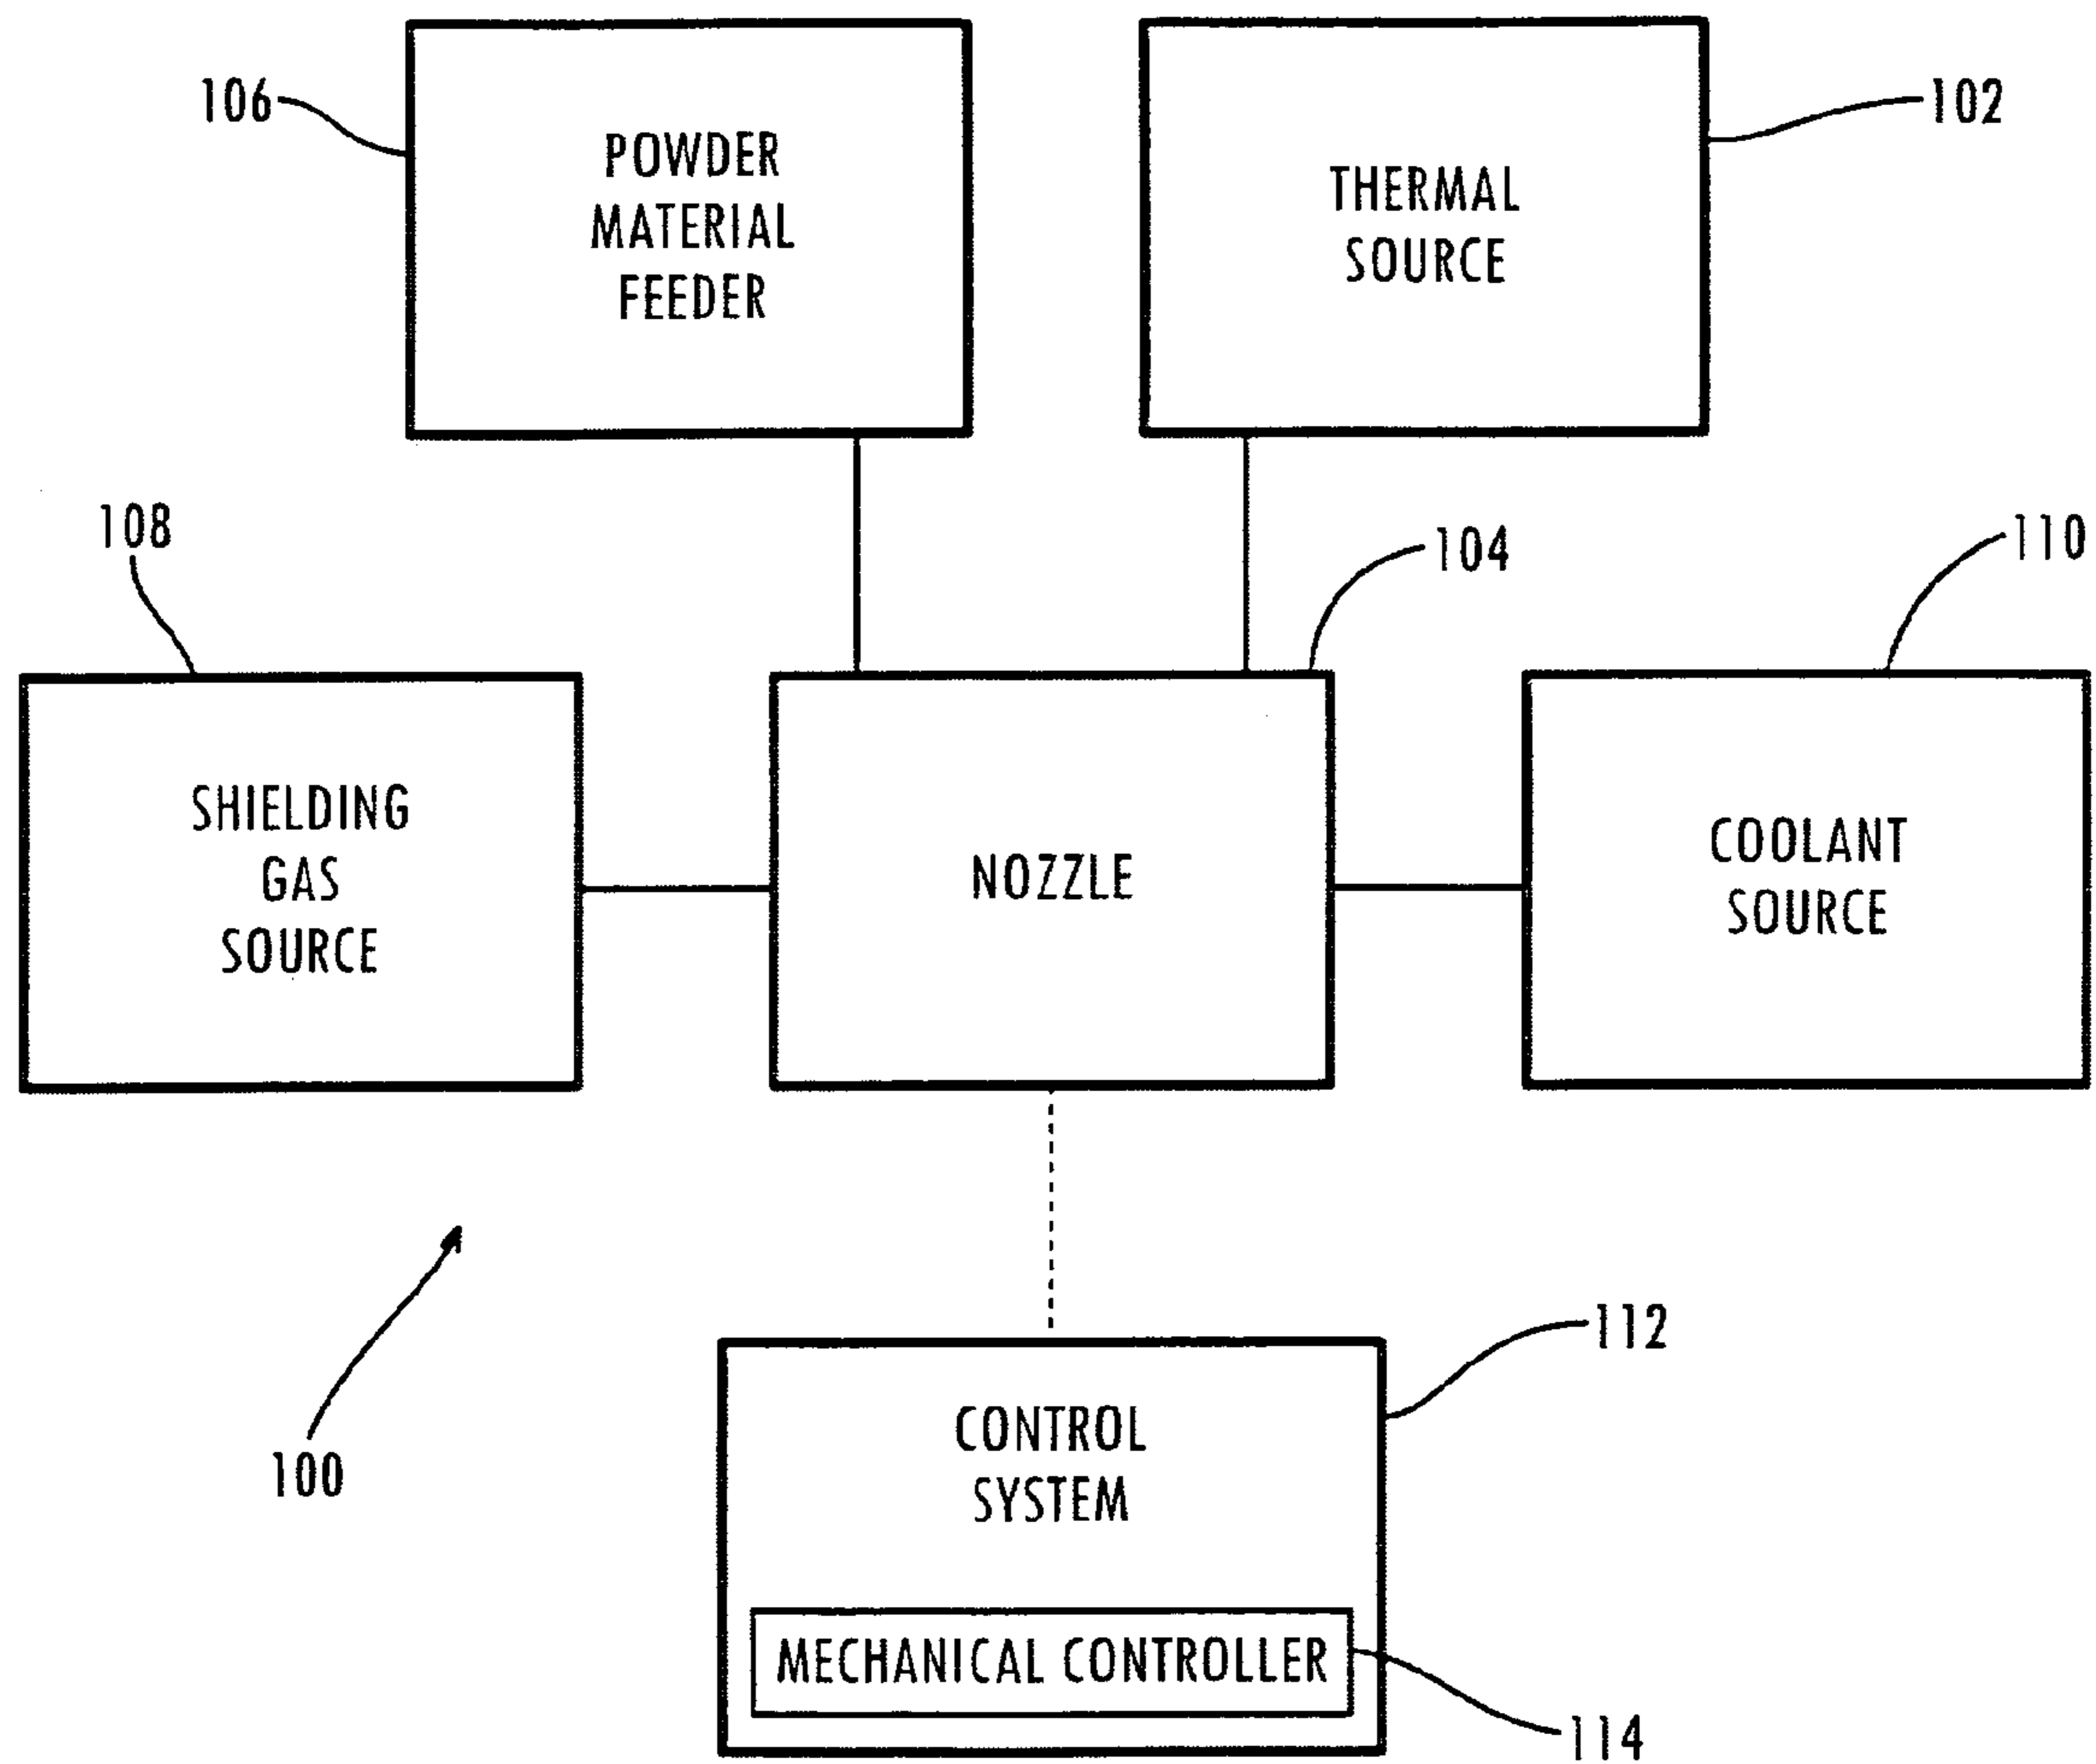 106
POWDER
MATERIAL
FEEDER
THERMAL
SOURCE
102
108
104
110
SHIELDING
GAS
SOURCE
NOZZLE
COOLANT
SOURCE
100
CONTROL
SYSTEM
112
MECHANICAL CONTROLLER
114